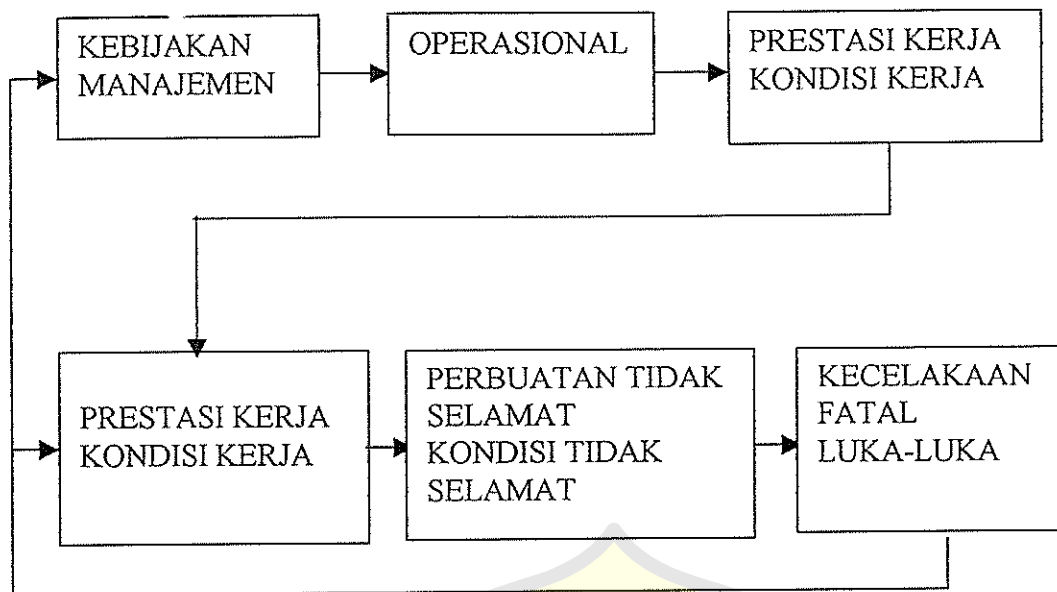 KEBIJAKAN
MANAJEMEN
OPERASIONAL
PRESTASI KERJA
KONDISI KERJA
PRESTASI KERJA
KONDISI KERJA
PERBUATAN TIDAK
SELAMAT
KONDISI TIDAK
SELAMAT
KECELAKAAN
FATAL
LUKA-LUKA